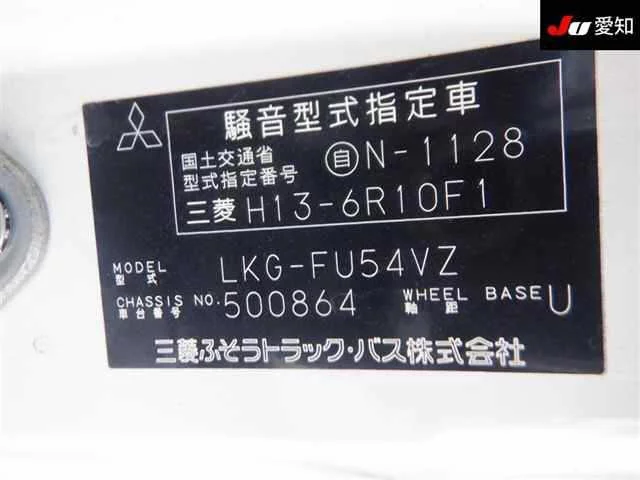 JU 愛知
騒音型式指定車
国土交通省
型式指定番号 自N-1128
三菱 H13-6R10F1
MODEL
型式 LKG-FU54VZ
CHASSIS NO.
車台番号 500864 WHEEL BASE
軸距 U
三菱ふそうトラック・バス株式会社